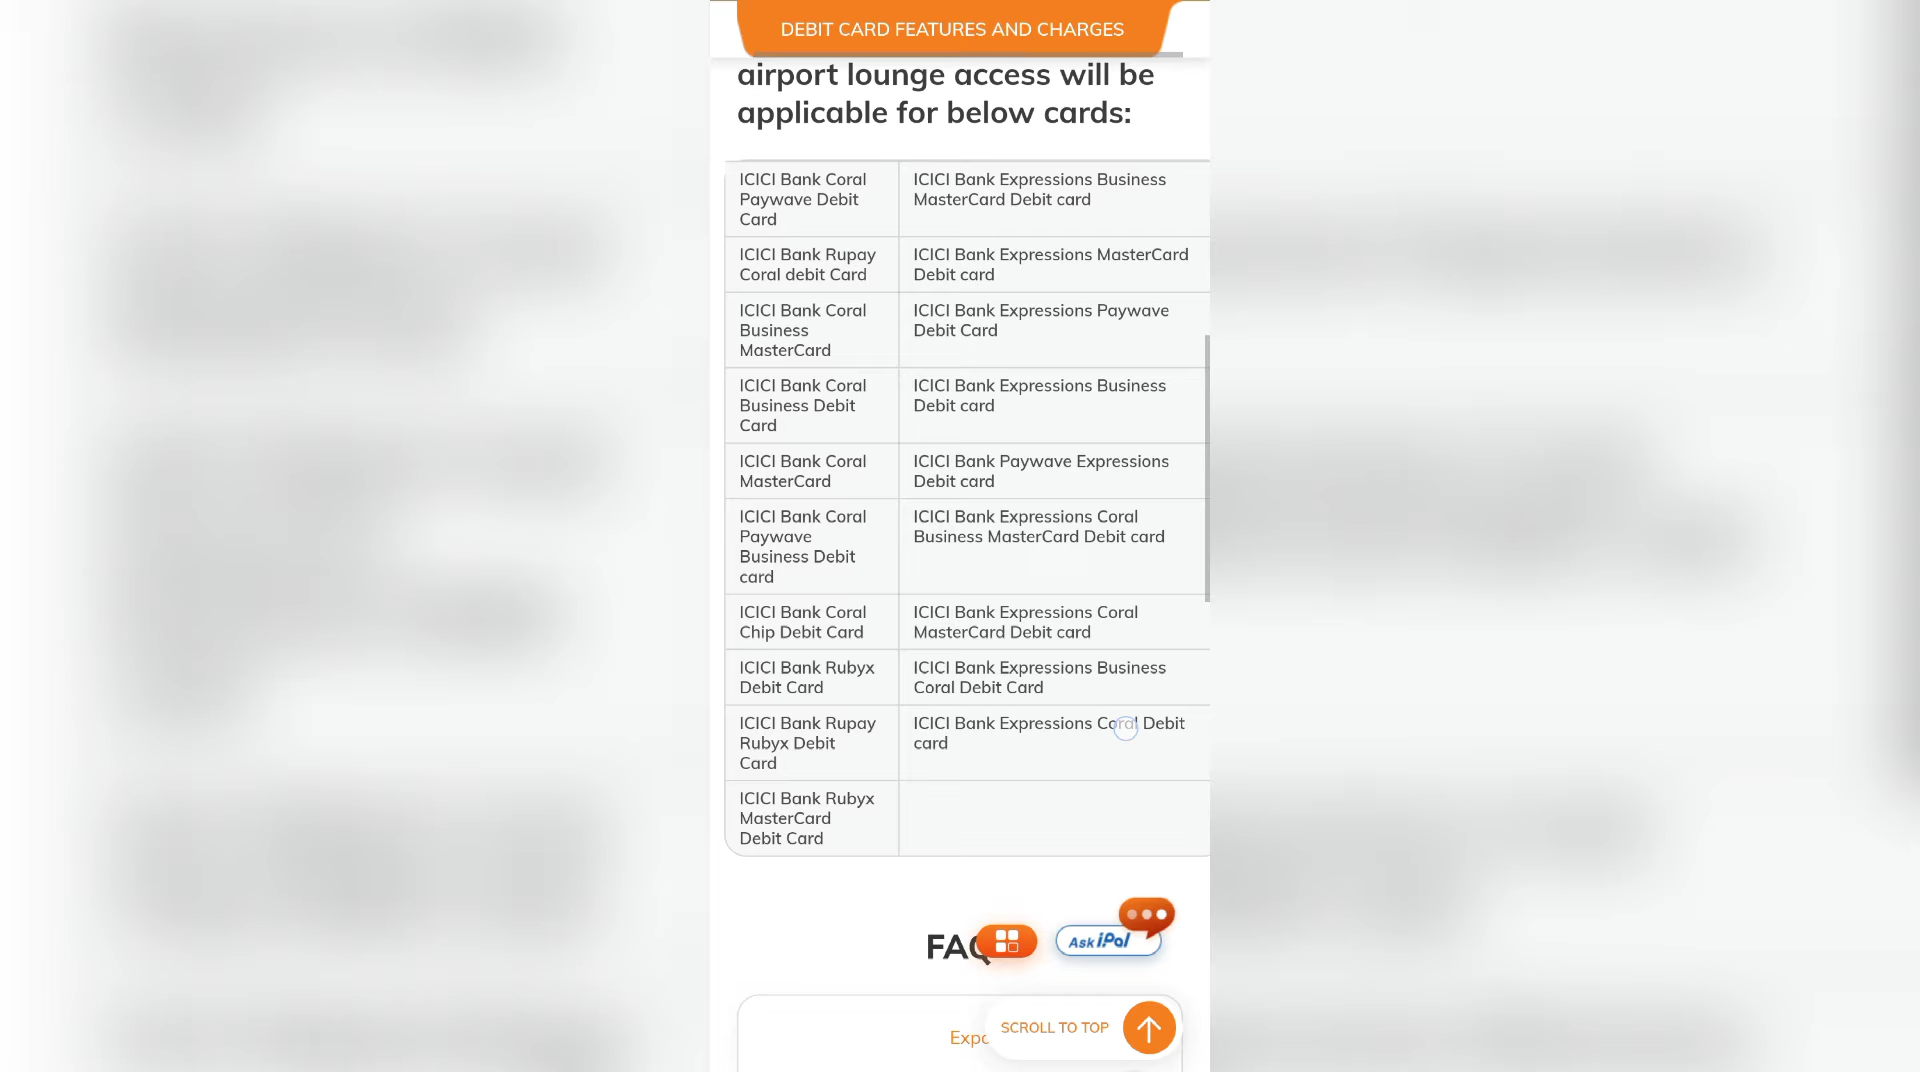 DEBIT CARD FEATURES AND CHARGES
airport lounge access will be
applicable for below cards:
ICICI Bank Coral
Paywave Debit
Card
ICICI Bank Expressions Business
MasterCard Debit card
ICICI Bank Rupay
Coral debit Card
ICICI Bank Expressions MasterCard
Debit card
ICICI Bank Coral
Business
MasterCard
ICICI Bank Expressions Paywave
Debit Card
ICICI Bank Coral
Business Debit
Card
ICICI Bank Expressions Business
Debit card
ICICI Bank Coral
MasterCard
ICICI Bank Paywave Expressions
Debit card
ICICI Bank Coral
Paywave
Business Debit
card
ICICI Bank Expressions Coral
Business MasterCard Debit card
ICICI Bank Coral
Chip Debit Card
ICICI Bank Expressions Coral
MasterCard Debit card
ICICI Bank Rubyx
Debit Card
ICICI Bank Expressions Business
Coral Debit Card
ICICI Bank Rupay
Rubyx Debit
Card
ICICI Bank Expressions Coral Debit
card
ICICI Bank Rubyx
MasterCard
Debit Card
FAQ
Ask iPal
SCROLL TO TOP